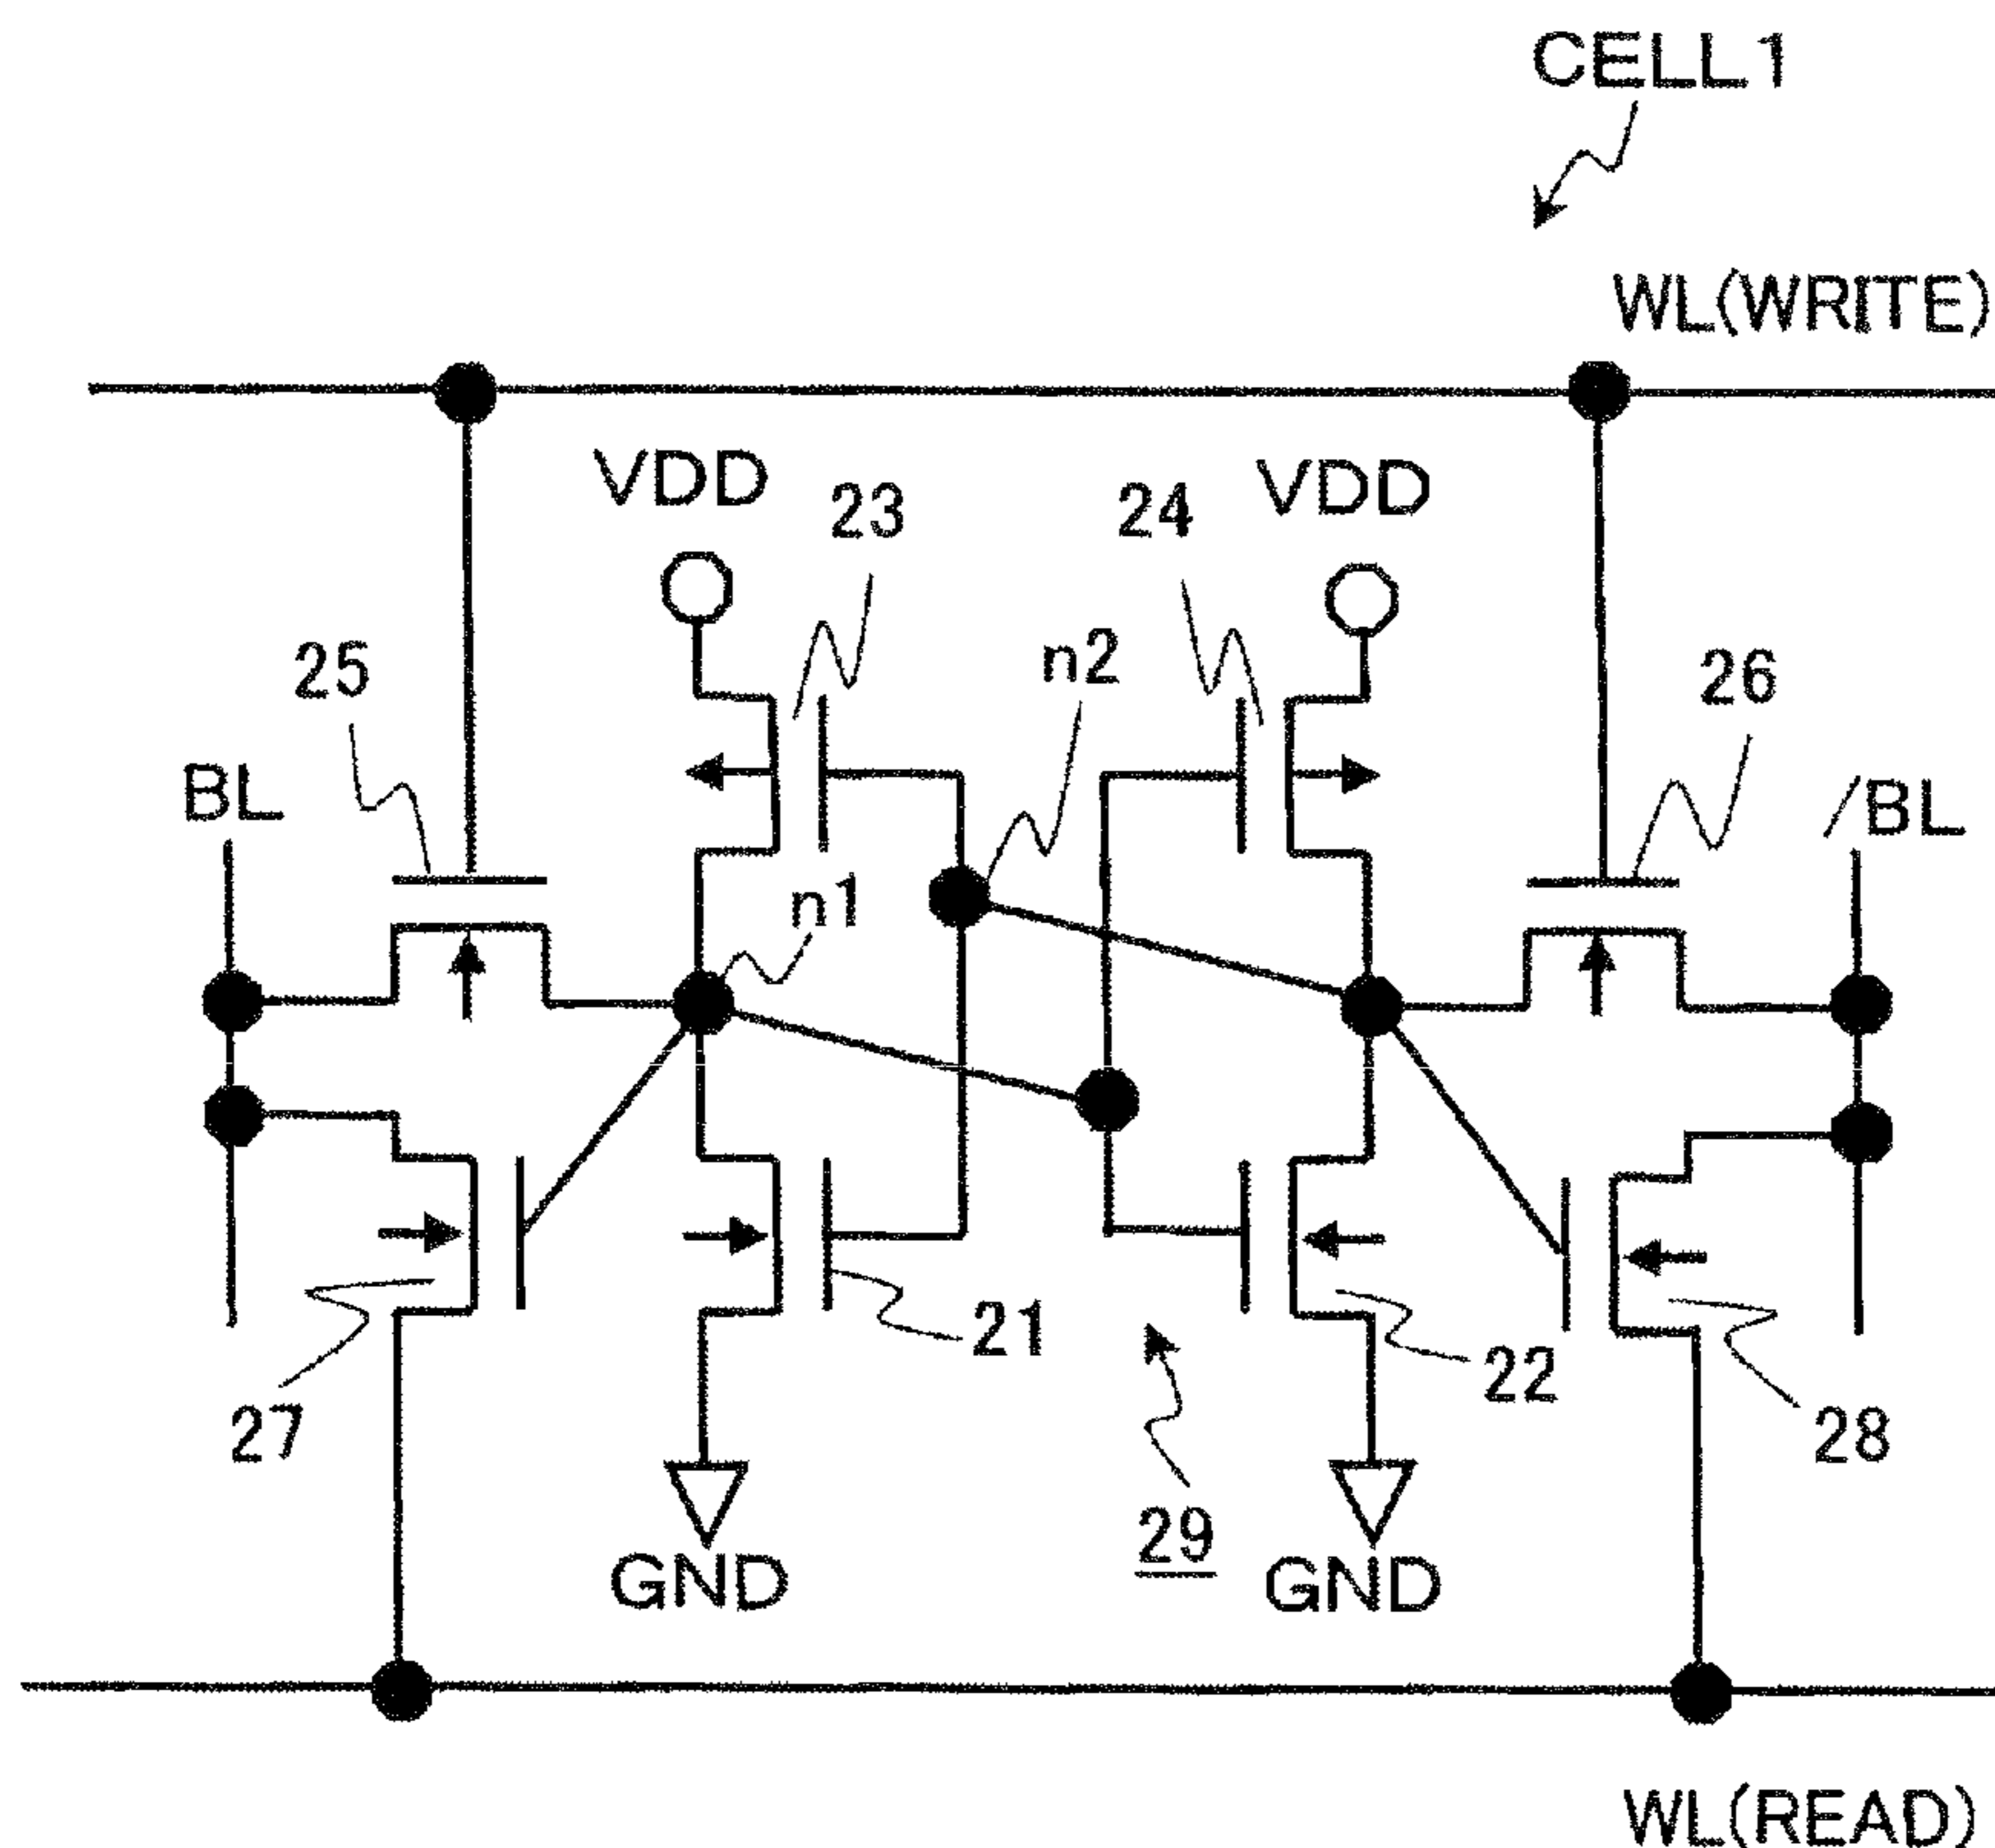 CELL1
WL(WRITE)
VDD
23
24
VDD
25
n2
26
BL
/BL
n1
21
22
27
28
29
GND
GND
WL(READ)